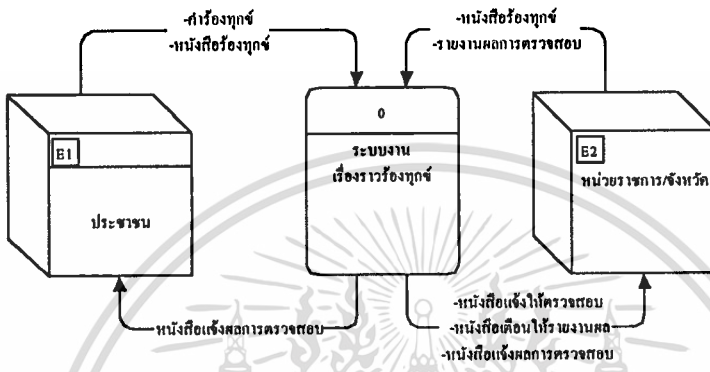 -คำร้องทุกข์
-หนังสือร้องทุกข์
-หนังสือร้องทุกข์
-รายงานผลการตรวจสอบ
0
E1
ระบบงาน
เรื่องราวร้องทุกข์
E2
หน่วยราชการ/จังหวัด
ประชาชน
หนังสือแจ้งผลการตรวจสอบ
-หนังสือแจ้งให้ตรวจสอบ
-หนังสือเตือนให้รายงานผล
-หนังสือแจ้งผลการตรวจสอบ